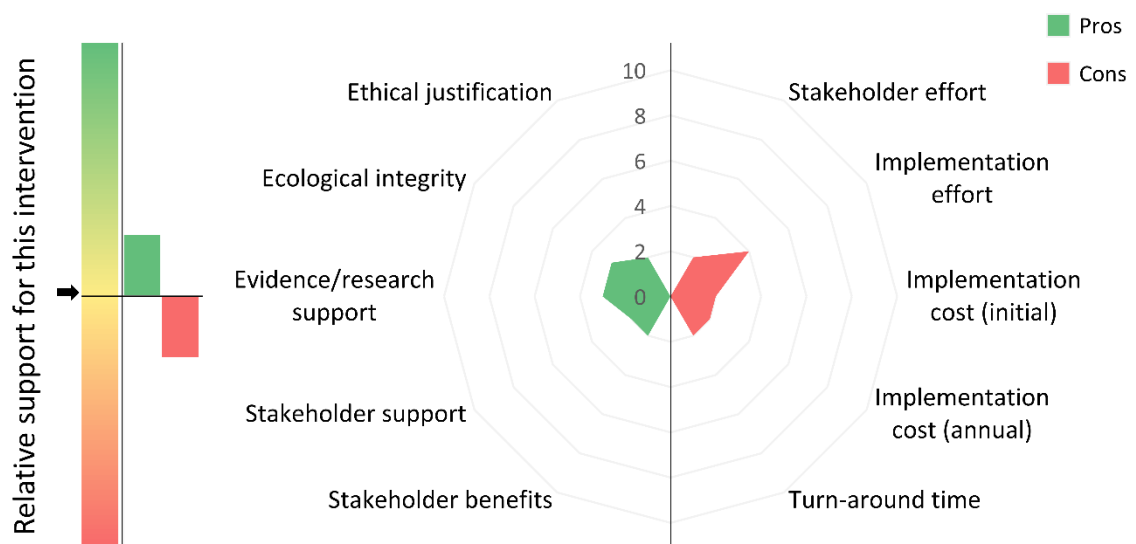 Relative support for this intervention
Pros
Cons
10
8
6
4
2
0
Ethical justification
Ecological integrity
Evidence/research
support
Stakeholder support
Stakeholder benefits
Stakeholder effort
Implementation
effort
Implementation
cost (initial)
Implementation
cost (annual)
Turn-around time